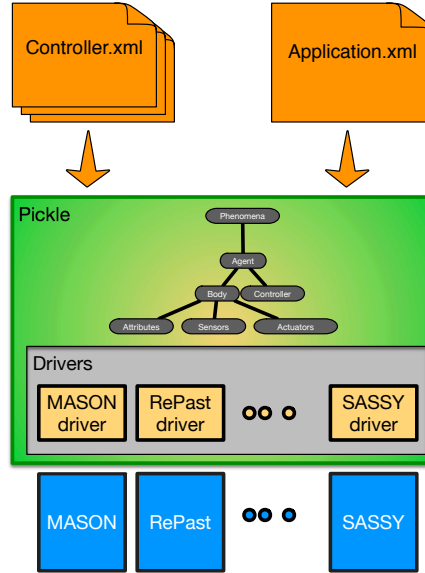 Controller.xml
Application.xml
Pickle
Phenomena
Agent
Body
Controller
Attributes
Sensors
Actuators
Drivers
MASON
driver
RePast
driver
SASSY
driver
MASON
RePast
SASSY